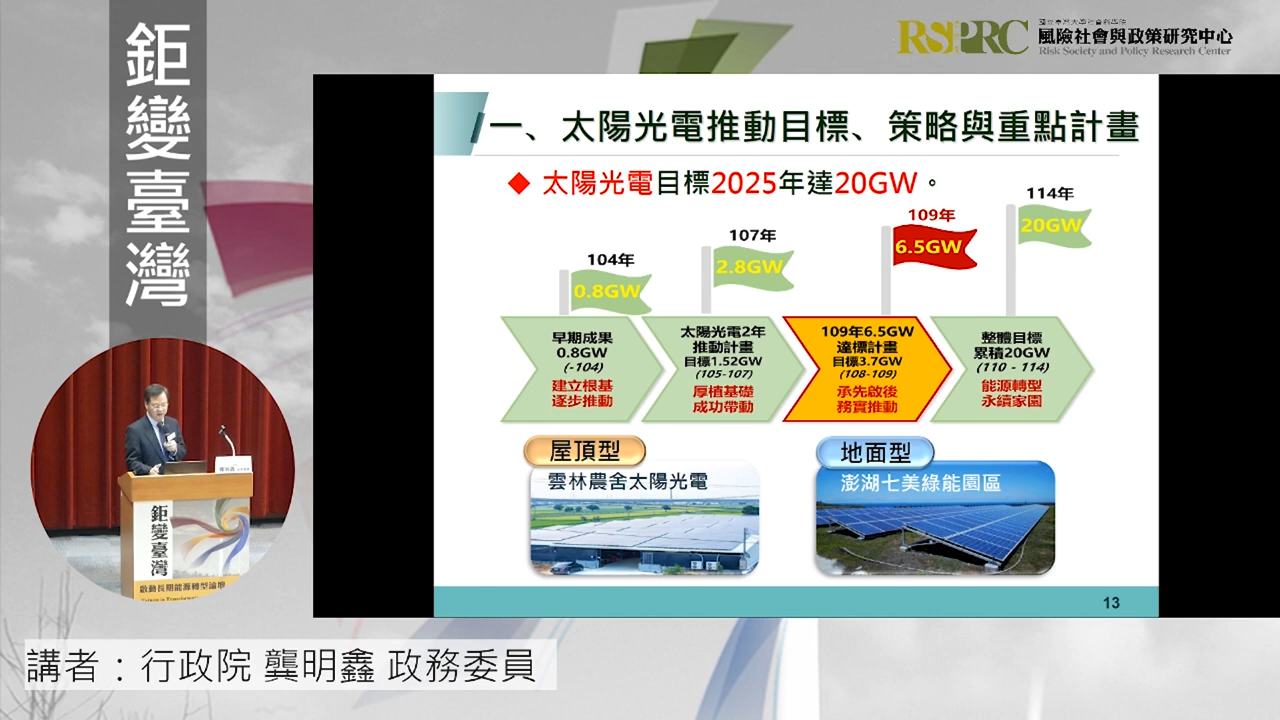 鉅變臺灣
RSPRC
國立臺灣大學社會科學院
風險社會與政策研究中心
Risk Society and Policy Research Center
一、太陽光電推動目標、策略與重點計畫
◆ 太陽光電目標2025年達20GW。
104年
0.8GW
107年
2.8GW
109年
6.5GW
114年
20GW
早期成果
0.8GW
(-104)
建立根基
逐步推動
太陽光電2年
推動計畫
目標1.52GW
(105-107)
厚植基礎
成功帶動
109年6.5GW
達標計畫
目標3.7GW
(108-109)
承先啟後
務實推動
整體目標
累積20GW
(110 - 114)
能源轉型
永續家園
屋頂型
雲林農舍太陽光電
地面型
澎湖七美綠能園區
13
鉅變臺灣
啟動長期能源轉型論壇
講者：行政院 龔明鑫 政務委員